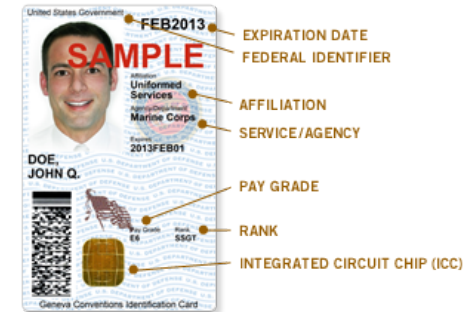 United States Government
FEB2013
SAMPLE
Affiliation
Uniformed
Services
Agency/Department
Marine Corps
Expires
2013FEB01
DOE,
JOHN Q.
Pay Grade
E6
Rank
SSGT
Geneva Conventions Identification Card
EXPIRATION DATE
FEDERAL IDENTIFIER
AFFILIATION
SERVICE/AGENCY
PAY GRADE
RANK
INTEGRATED CIRCUIT CHIP (ICC)